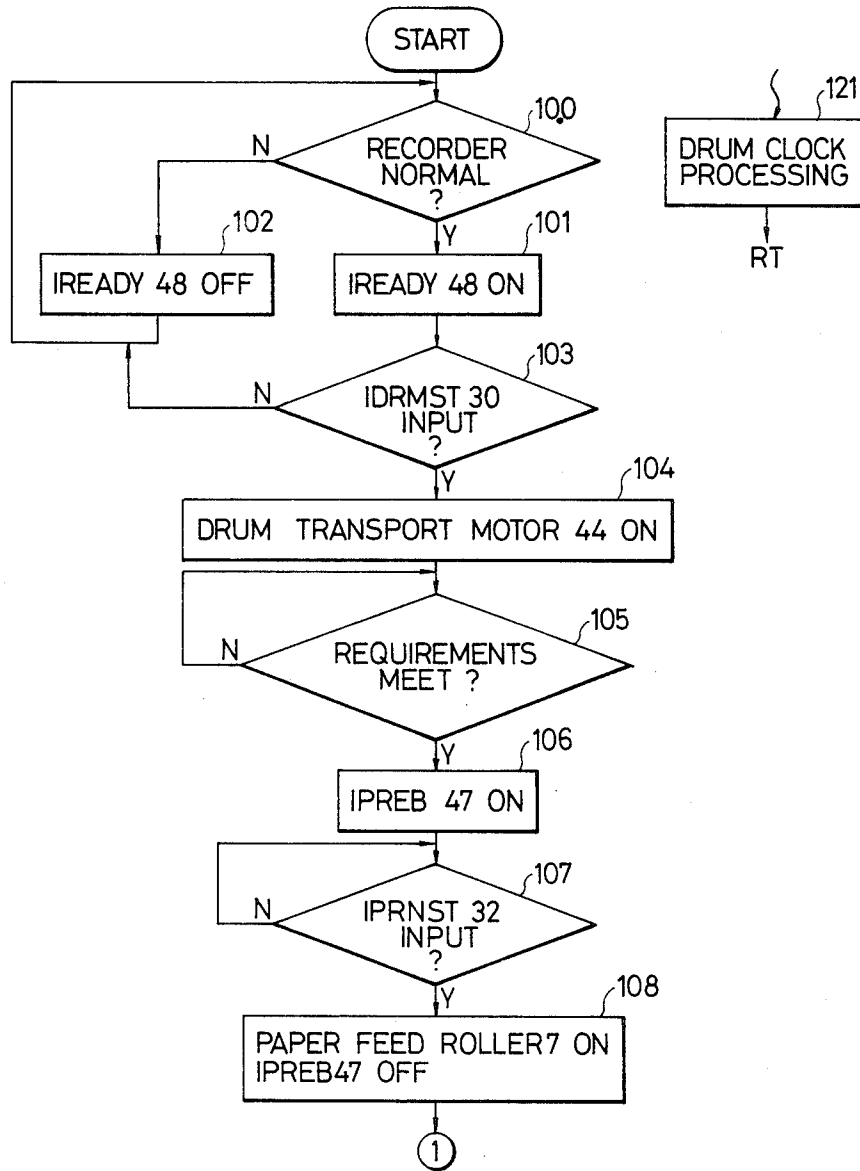 START
100
RECORDER
NORMAL
?
N
Y
121
DRUM CLOCK
PROCESSING
RT
102
IREADY 48 OFF
101
IREADY 48 ON
103
IDRMST 30
INPUT
?
N
Y
104
DRUM TRANSPORT MOTOR 44 ON
105
REQUIREMENTS
MEET ?
N
Y
106
IPREB 47 ON
107
IPRNST 32
INPUT
?
N
Y
108
PAPER FEED ROLLER7 ON
IPREB47 OFF
1